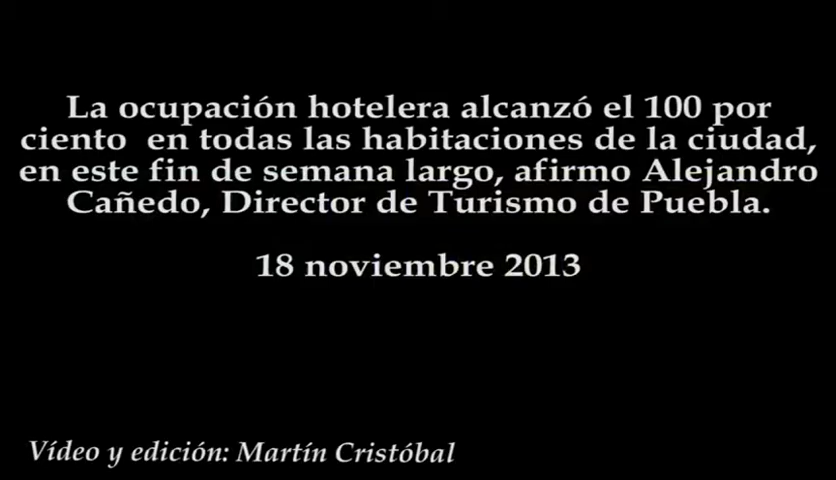 La ocupación hotelera alcanzó el 100 por
ciento  en todas las habitaciones de la ciudad,
en este fin de semana largo, afirmo Alejandro
Cañedo, Director de Turismo de Puebla.
18 noviembre 2013
Vídeo y edición: Martín Cristóbal